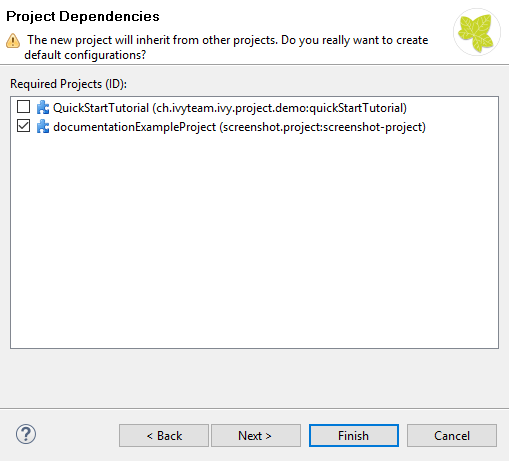 Project Dependencies
The new project will inherit from other projects. Do you really want to create
default configurations?
Required Projects (ID):
QuickStartTutorial (ch.ivyteam.ivy.project.demo:quickStartTutorial)
documentationExampleProject (screenshot.project:screenshot-project)
?
< Back
Next >
Finish
Cancel